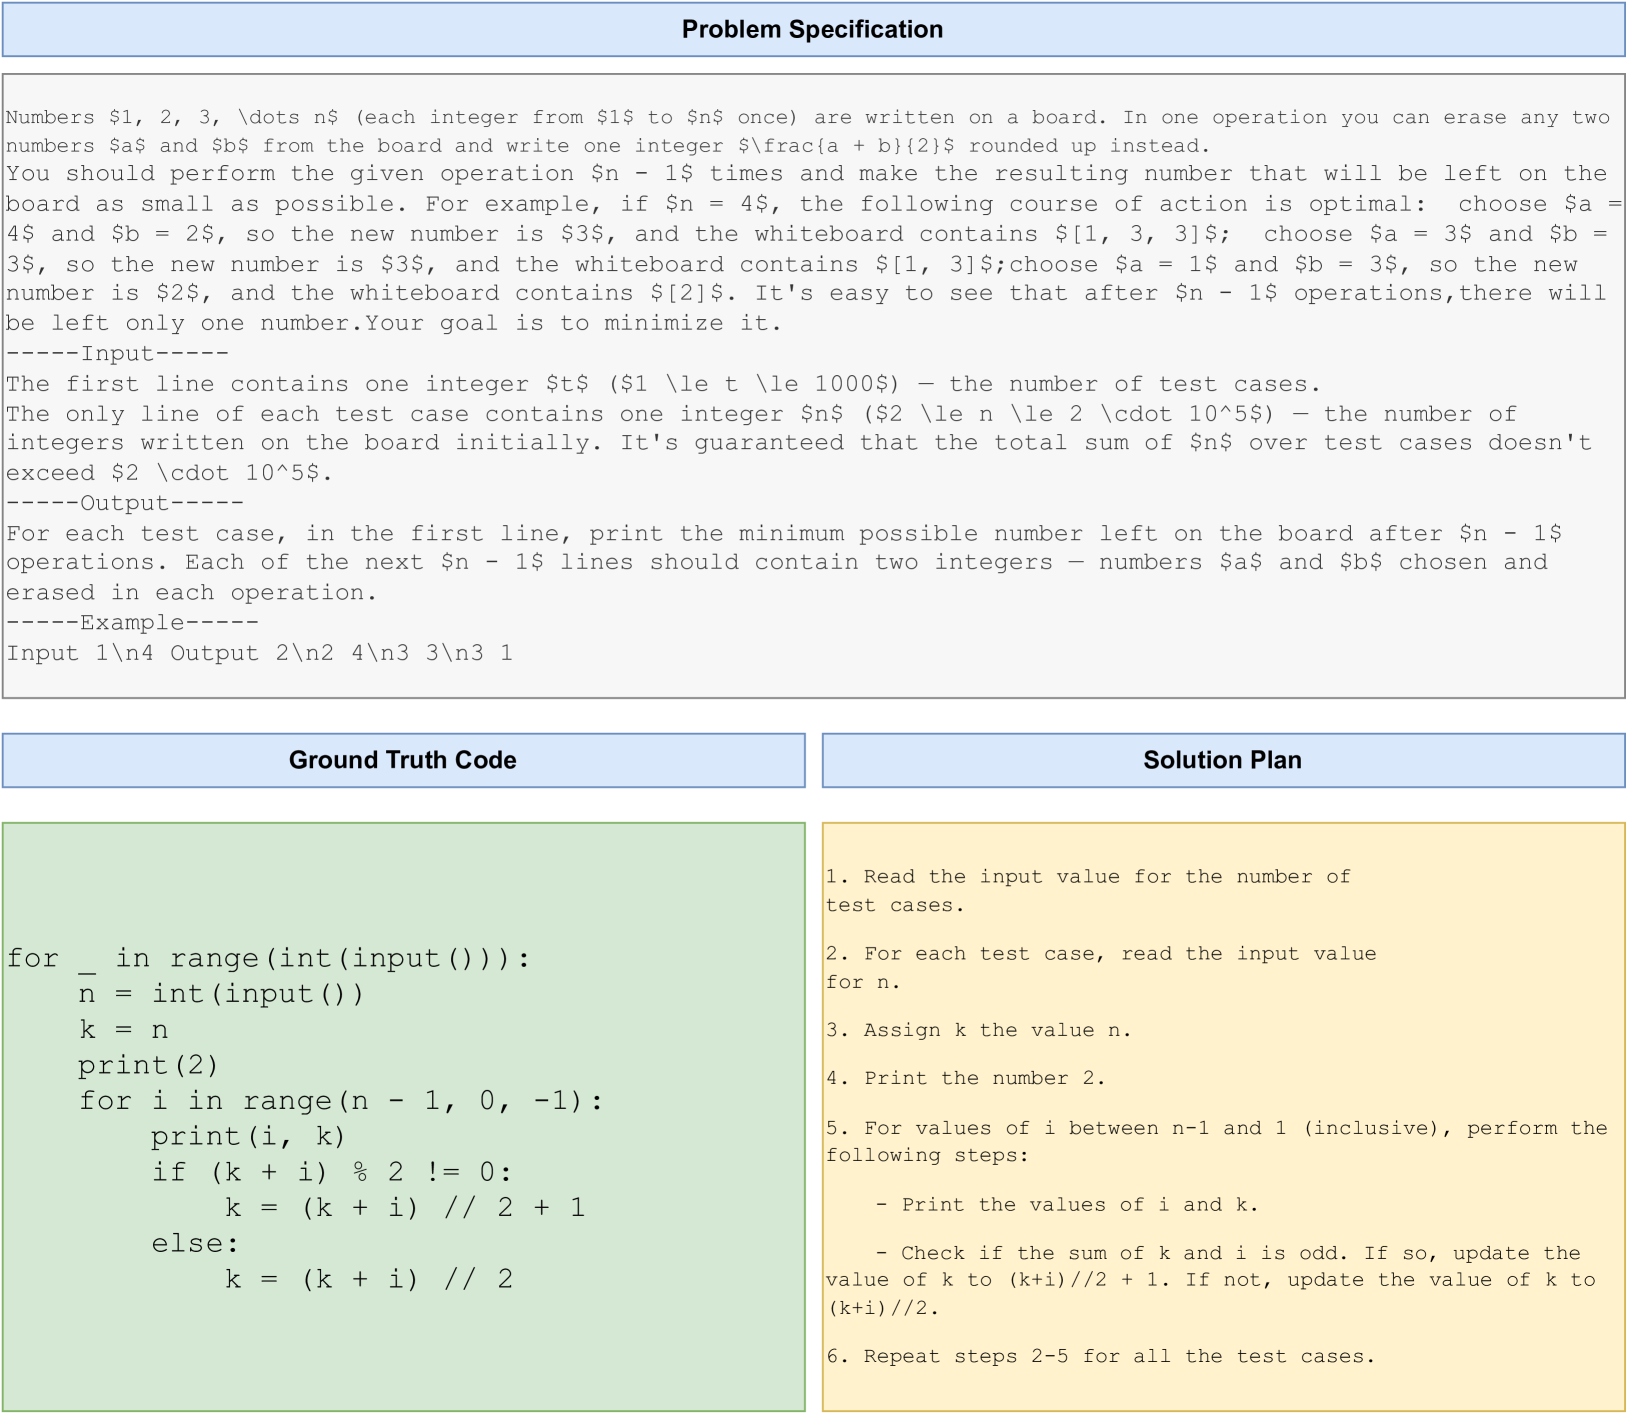 Problem Specification
Numbers $1, 2, 3, \dots n$ (each integer from $1$ to $n$ once) are written on a board. In one operation you can erase any two
numbers $a$ and $b$ from the board and write one integer $\frac{a + b}{2}$ rounded up instead.
You should perform the given operation $n - 1$ times and make the resulting number that will be left on the
board as small as possible. For example, if $n = 4$, the following course of action is optimal:  choose $a =
4$ and $b = 2$, so the new number is $3$, and the whiteboard contains $[1, 3, 3]$;  choose $a = 3$ and $b =
3$, so the new number is $3$, and the whiteboard contains $[1, 3]$;choose $a = 1$ and $b = 3$, so the new
number is $2$, and the whiteboard contains $[2]$. It's easy to see that after $n - 1$ operations,there will
be left only one number.Your goal is to minimize it.
-----Input-----
The first line contains one integer $t$ ($1 \le t \le 1000$) — the number of test cases.
The only line of each test case contains one integer $n$ ($2 \le n \le 2 \cdot 10^5$) — the number of
integers written on the board initially. It's guaranteed that the total sum of $n$ over test cases doesn't
exceed $2 \cdot 10^5$.
-----Output-----
For each test case, in the first line, print the minimum possible number left on the board after $n - 1$
operations. Each of the next $n - 1$ lines should contain two integers — numbers $a$ and $b$ chosen and
erased in each operation.
-----Example-----
Input 1\n4 Output 2\n2 4\n3 3\n3 1
Ground Truth Code
for _ in range(int(input())):
    n = int(input())
    k = n
    print(2)
    for i in range(n - 1, 0, -1):
        print(i, k)
        if (k + i) % 2 != 0:
            k = (k + i) // 2 + 1
        else:
            k = (k + i) // 2
Solution Plan
1. Read the input value for the number of
test cases.
2. For each test case, read the input value
for n.
3. Assign k the value n.
4. Print the number 2.
5. For values of i between n-1 and 1 (inclusive), perform the
following steps:
    - Print the values of i and k.
    - Check if the sum of k and i is odd. If so, update the
value of k to (k+i)//2 + 1. If not, update the value of k to
(k+i)//2.
6. Repeat steps 2-5 for all the test cases.